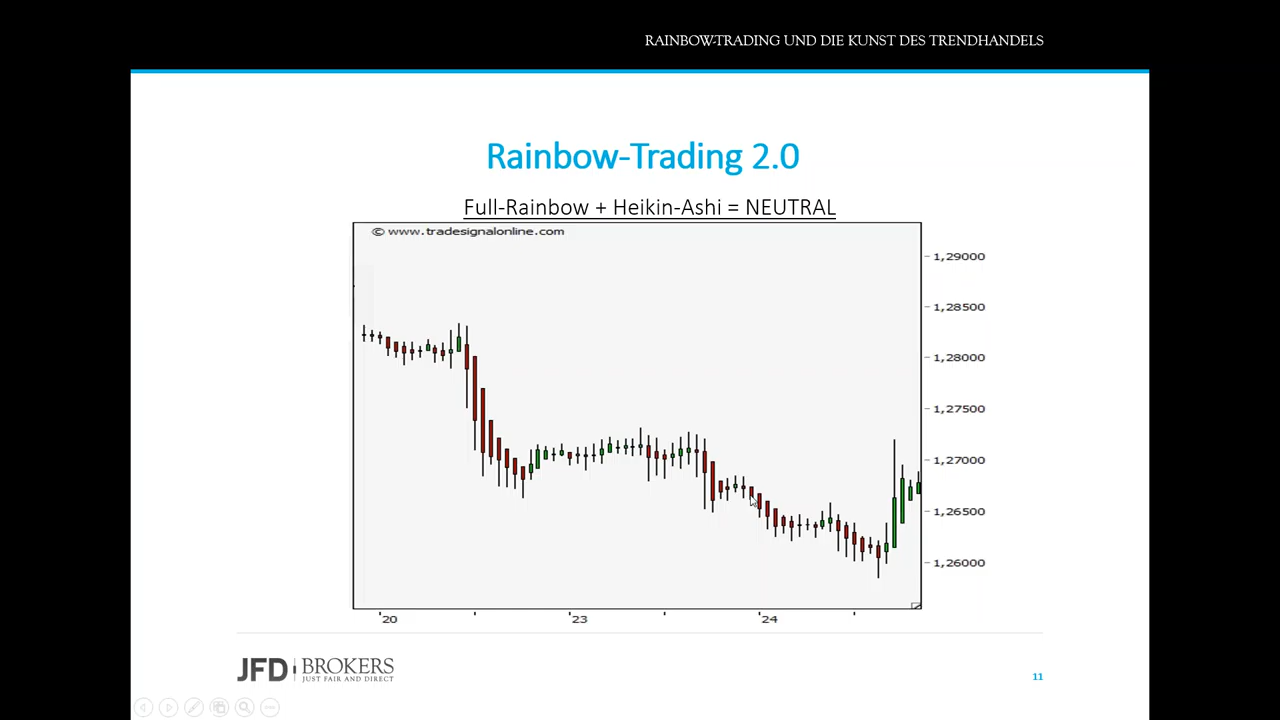 RAINBOW-TRADING UND DIE KUNST DES TRENDHANDELS
Rainbow-Trading 2.0
Full-Rainbow + Heikin-Ashi = NEUTRAL
© www.tradesignalonline.com
1,29000
1,28500
1,28000
1,27500
1,27000
1,26500
1,26000
20
23
24
JFD BROKERS
JUST FAIR AND DIRECT
11